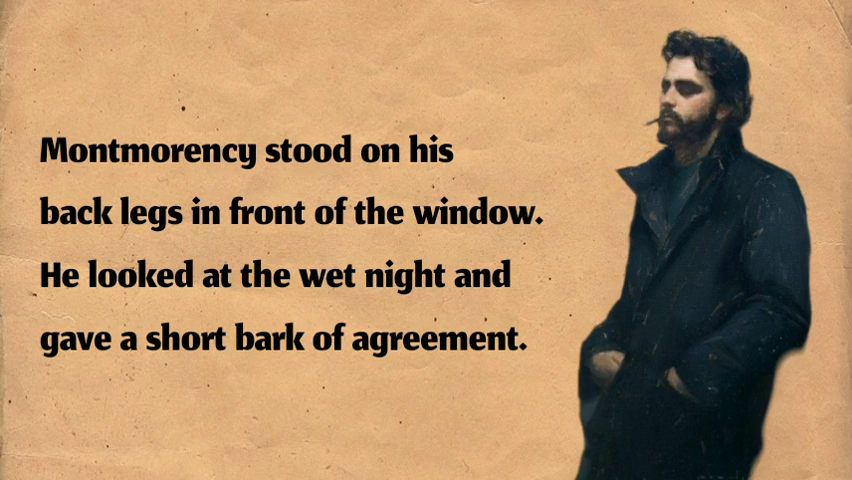 Montmorency stood on his
back legs in front of the window.
He looked at the wet night and
gave a short bark of agreement.